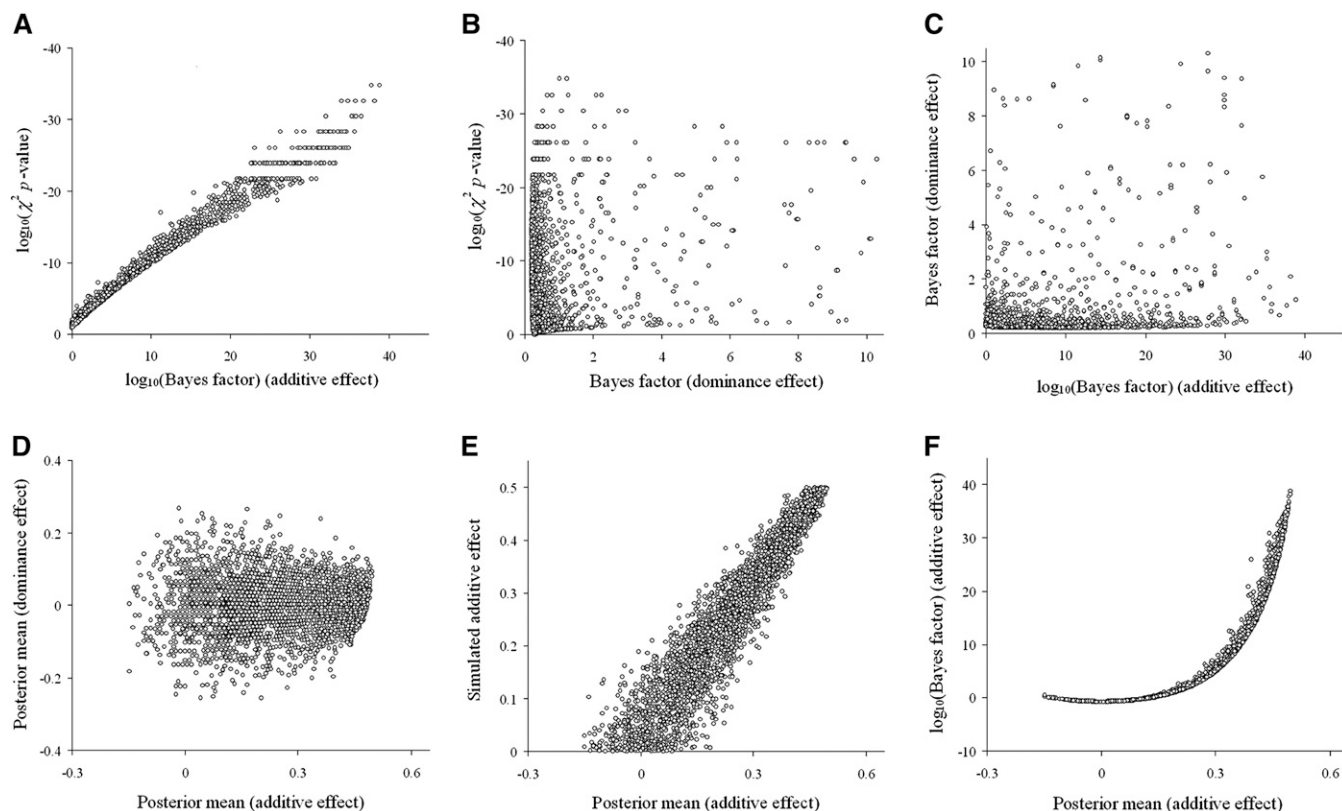 A
-40
-30
-20
-10
0
log₁₀(χ² p-value)
0 10 20 30 40
log₁₀(Bayes factor) (additive effect)
B
-40
-30
-20
-10
0
log₁₀(χ² p-value)
0 2 4 6 8 10
Bayes factor (dominance effect)
C
10
8
6
4
2
0
Bayes factor (dominance effect)
0 10 20 30 40
log₁₀(Bayes factor) (additive effect)
D
0.4
0.2
0
-0.2
-0.4
Posterior mean (dominance effect)
-0.3 0 0.3 0.6
Posterior mean (additive effect)
E
0.5
0.4
0.3
0.2
0.1
0
Simulated additive effect
-0.3 0 0.3 0.6
Posterior mean (additive effect)
F
40
30
20
10
0
-10
log₁₀(Bayes factor) (additive effect)
-0.3 0 0.3 0.6
Posterior mean (additive effect)